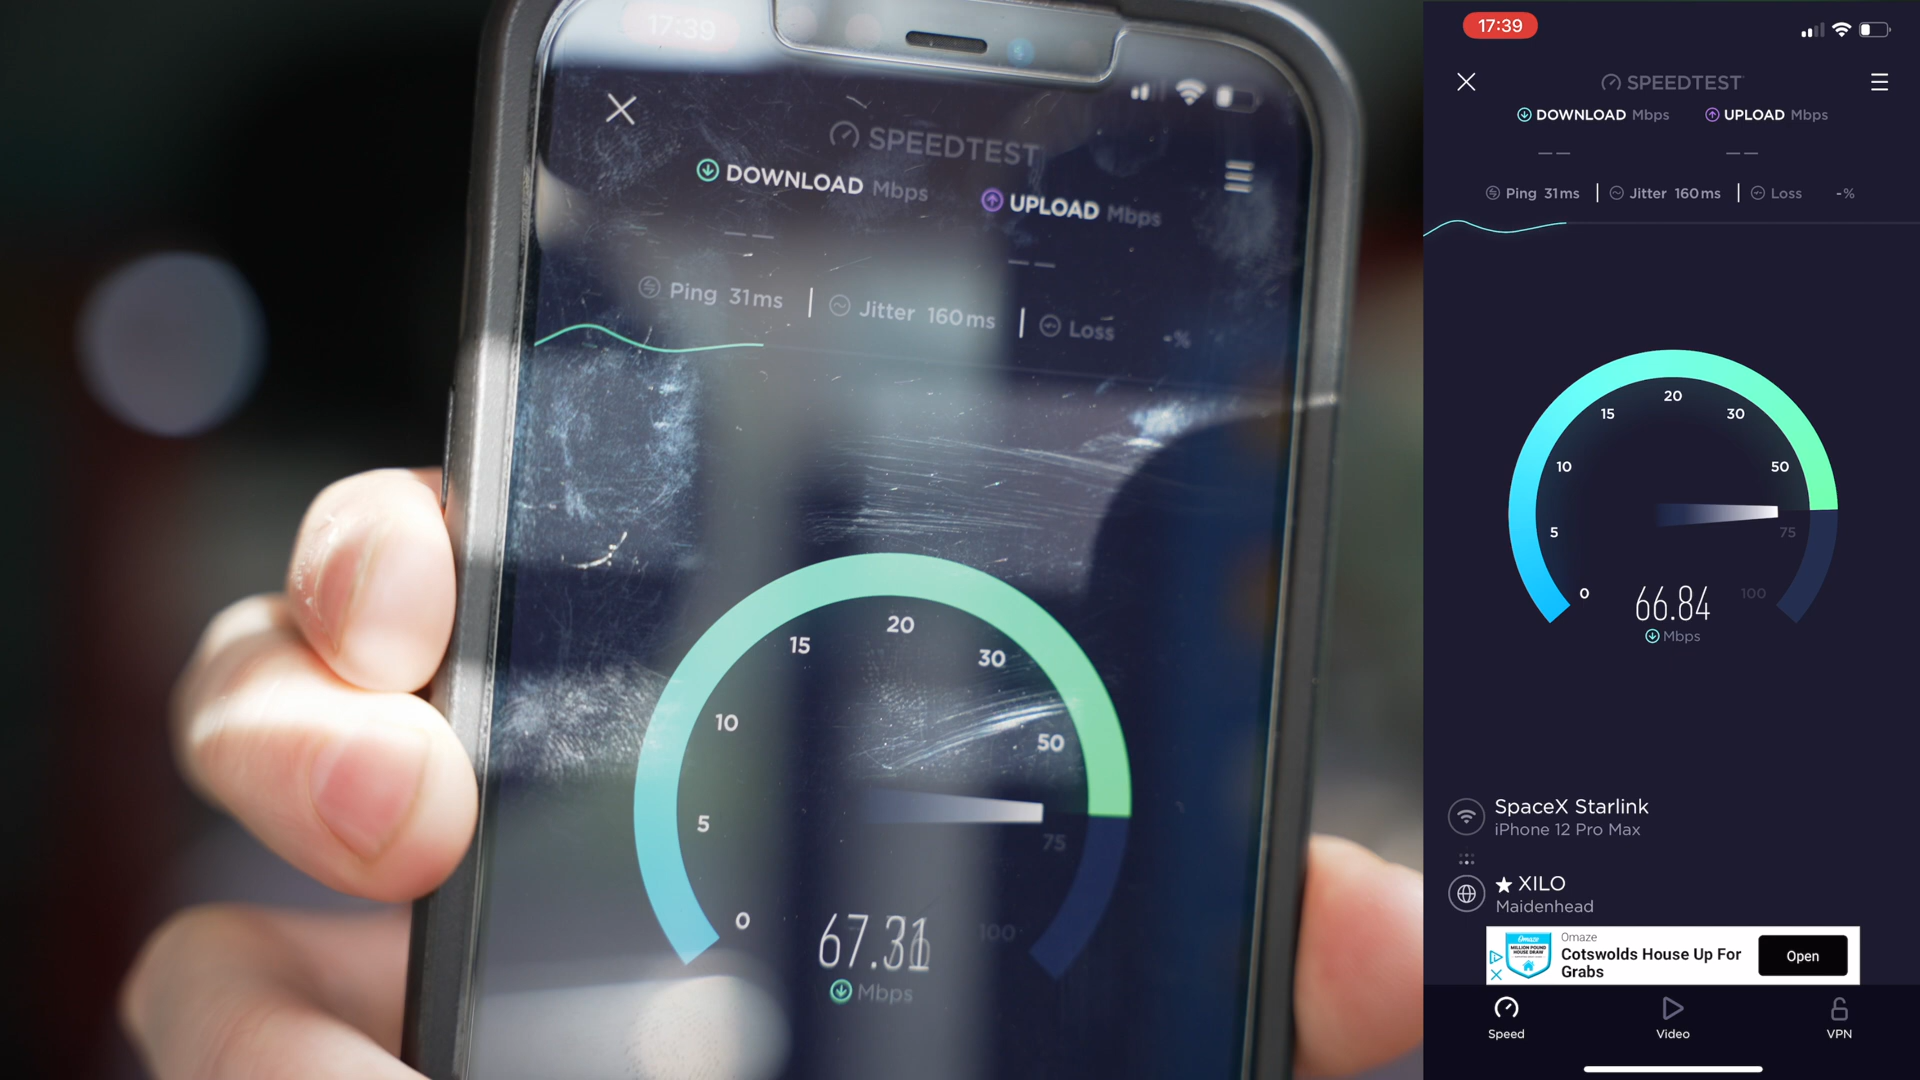 17:39
SPEEDTEST
DOWNLOAD Mbps
UPLOAD Mbps
— —
— —
Ping 31ms
Jitter 160ms
Loss -%
0
5
10
15
20
30
50
75
100
Mbps
17:39
SPEEDTEST
DOWNLOAD Mbps UPLOAD Mbps
— — — —
Ping 31ms Jitter 160ms Loss -%
0
5
10
15
20
30
50
75
100
66.84
Mbps
SpaceX Starlink
iPhone 12 Pro Max
XILO
Maidenhead
Omaze
Omaze
Cotswolds House Up For
Grabs
Open
Speed Video VPN